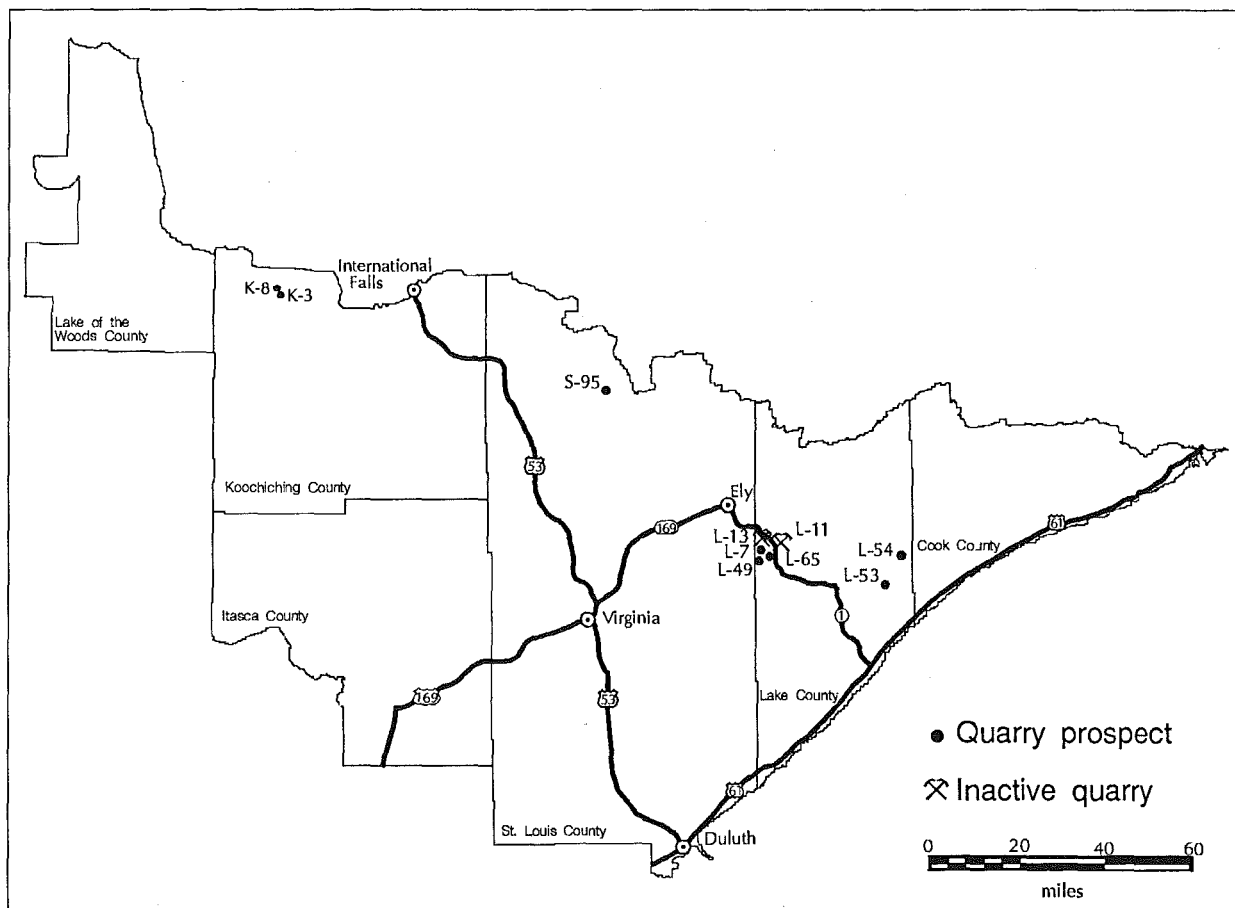 International
Falls
K-8
K-3
Lake of the
Woods County
S-95
53
Koochiching County
Ely
169
61
L-13
L-11
L-7
L-65
L-49
L-54
Cook County
L-53
Itasca County
Virginia
1
169
53
Lake County
Quarry prospect
Inactive quarry
61
St. Louis County
Duluth
0 20 40 60
miles